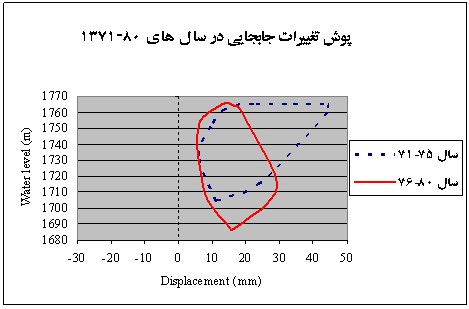 پوش تغییرات جابجایی در سال های ۸۰-۱۳۷۱
Water level (m)
1770
1760
1750
1740
1730
1720
1710
1700
1690
1680
-30 -20 -10 0 10 20 30 40 50
Displacement (mm)
سال ۷۵-۷۱
سال ۸۰-۷۶